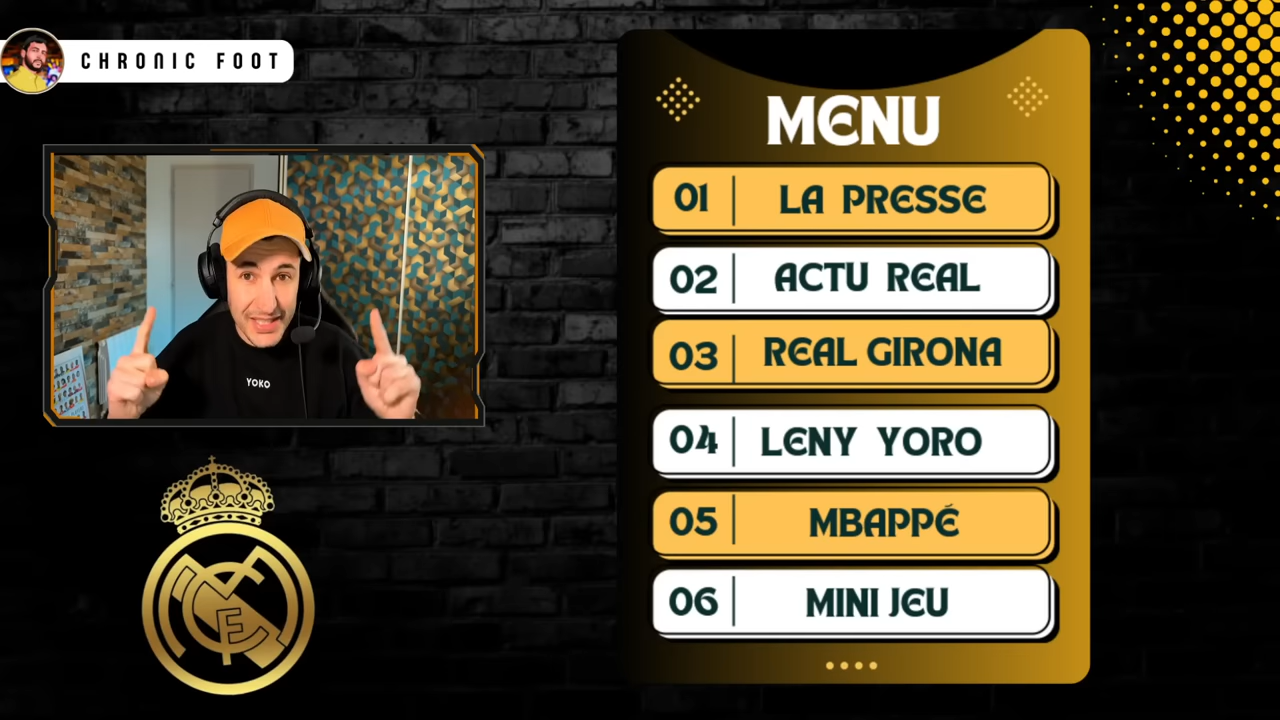 CHRONIC FOOT
YOKO
MENU
01 LA PRESSE
02 ACTU REAL
03 REAL GIRONA
04 LENY YORO
05 MBAPPÉ
06 MINI JEU